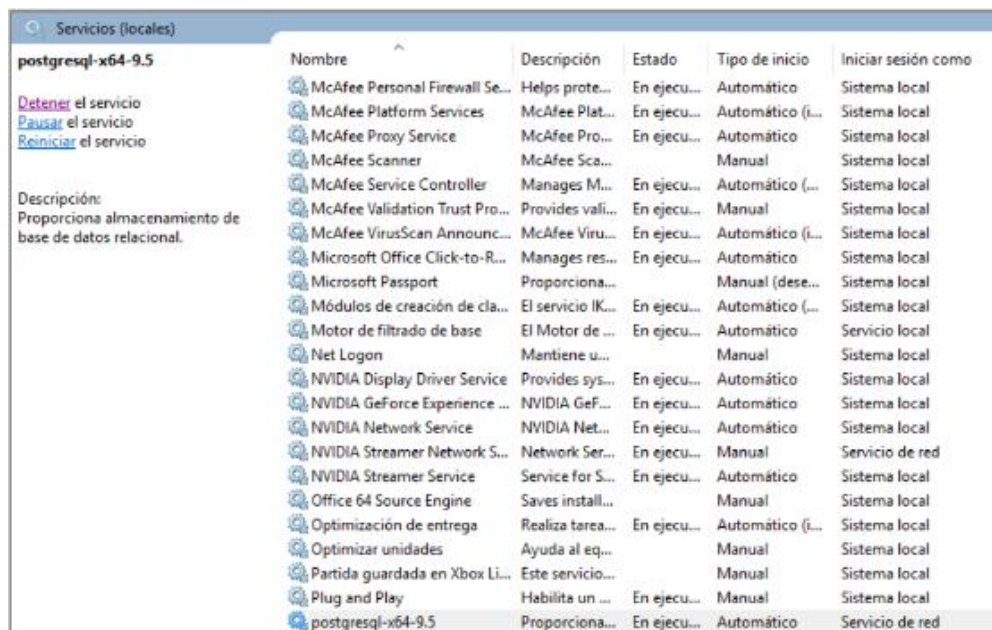 Servicios (locales)
postgresql-x64-9.5
Detener el servicio
Pausar el servicio
Reiniciar el servicio
Descripción:
Proporciona almacenamiento de
base de datos relacional.
Nombre Descripción Estado Tipo de inicio Iniciar sesión como
McAfee Personal Firewall Se... Helps prote... En ejecu... Automático Sistema local
McAfee Platform Services McAfee Plat... En ejecu... Automático (i... Sistema local
McAfee Proxy Service McAfee Pro... En ejecu... Automático Sistema local
McAfee Scanner McAfee Sca... Manual Sistema local
McAfee Service Controller Manages M... En ejecu... Automático (... Sistema local
McAfee Validation Trust Pro... Provides vali... En ejecu... Manual Sistema local
McAfee VirusScan Announc... McAfee Viru... En ejecu... Automático (i... Sistema local
Microsoft Office Click-to-R... Manages res... En ejecu... Automático Sistema local
Microsoft Passport Proporciona... Manual (dese... Sistema local
Módulos de creación de cla... El servicio IK... En ejecu... Automático (... Sistema local
Motor de filtrado de base El Motor de ... En ejecu... Automático Servicio local
Net Logon Mantiene u... Manual Sistema local
NVIDIA Display Driver Service Provides sys... En ejecu... Automático Sistema local
NVIDIA GeForce Experience ... NVIDIA GeF... En ejecu... Automático Sistema local
NVIDIA Network Service NVIDIA Net... En ejecu... Automático Sistema local
NVIDIA Streamer Network S... Network Ser... En ejecu... Manual Servicio de red
NVIDIA Streamer Service Service for S... En ejecu... Automático Sistema local
Office 64 Source Engine Saves install... Manual Sistema local
Optimización de entrega Realiza tarea... En ejecu... Automático (i... Sistema local
Optimizar unidades Ayuda al eq... Manual Sistema local
Partida guardada en Xbox Li... Este servicio... Manual Sistema local
Plug and Play Habilita un ... En ejecu... Manual Sistema local
postgresql-x64-9.5 Proporciona... En ejecu... Automático Servicio de red